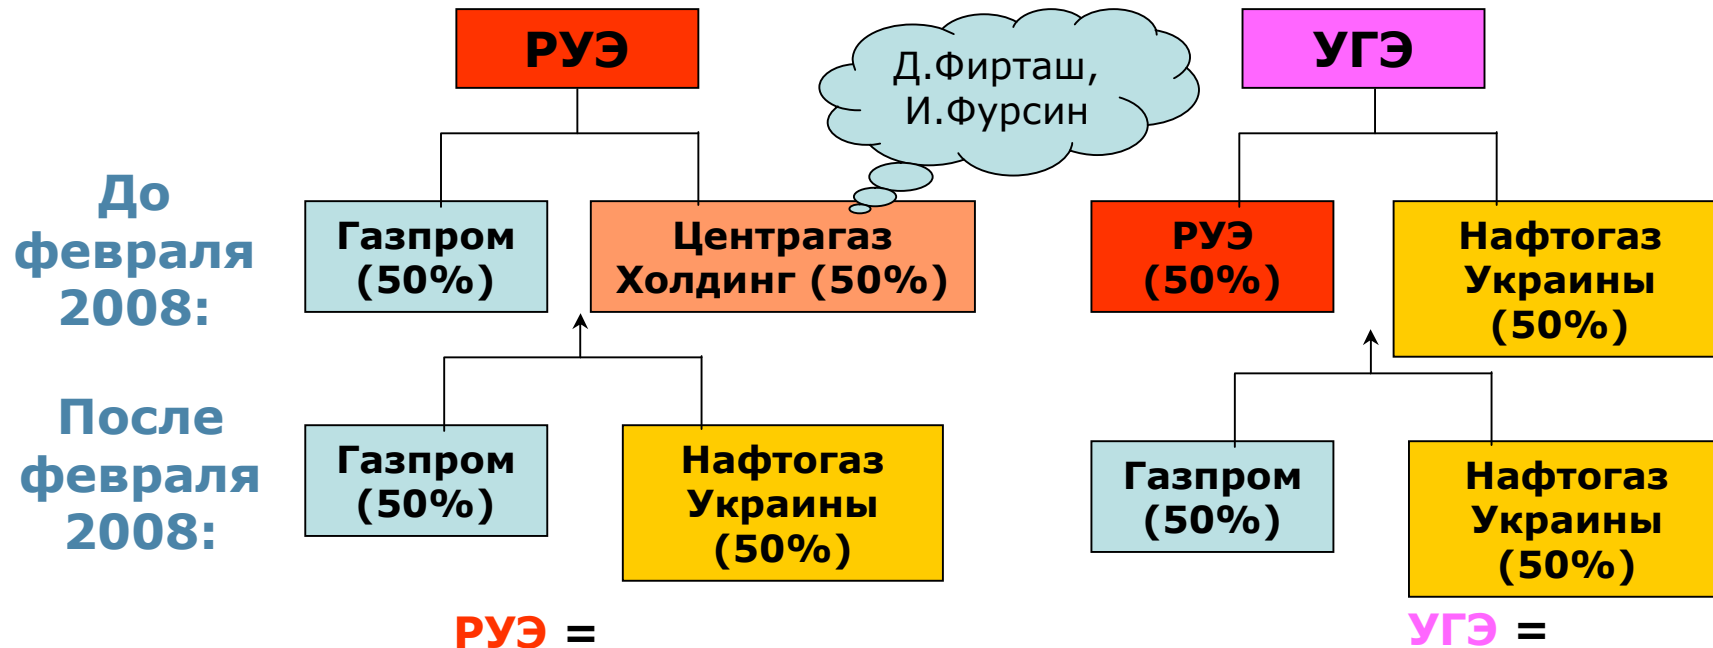 РУЭ
Д.Фирташ,
И.Фурсин
УГЭ
До
февраля
2008:
Газпром
(50%)
Центрагаз
Холдинг (50%)
РУЭ
(50%)
Нафтогаз
Украины
(50%)
После
февраля
2008:
Газпром
(50%)
Нафтогаз
Украины
(50%)
Газпром
(50%)
Нафтогаз
Украины
(50%)
РУЭ =
УГЭ =